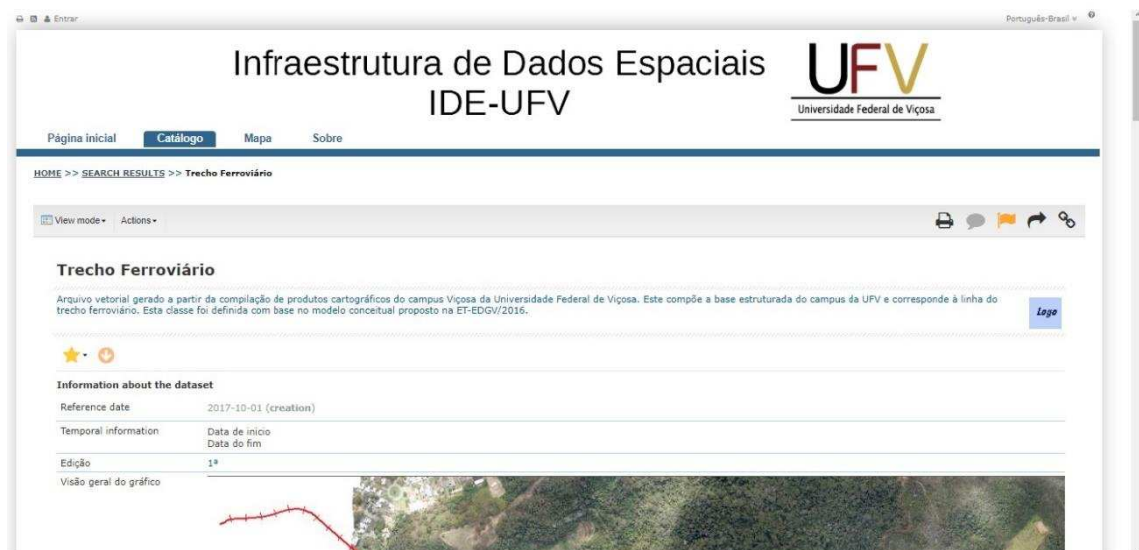 Entrar
Português-Brasil
Infraestrutura de Dados Espaciais
IDE-UFV
UFV
Universidade Federal de Viçosa
Página inicial Catálogo Mapa Sobre
HOME >> SEARCH RESULTS >> Trecho Ferroviário
View mode Actions
Trecho Ferroviário
Arquivo vetorial gerado a partir da compilação de produtos cartográficos do campus Viçosa da Universidade Federal de Viçosa. Este compõe a base estruturada do campus da UFV e corresponde à linha do
trecho ferroviário. Esta classe foi definida com base no modelo conceitual proposto na ET-EDGV/2016.
Logo
Information about the dataset
Reference date 2017-10-01 (creation)
Temporal information Data de inicio
Data do fim
Edição 1ª
Visão geral do gráfico